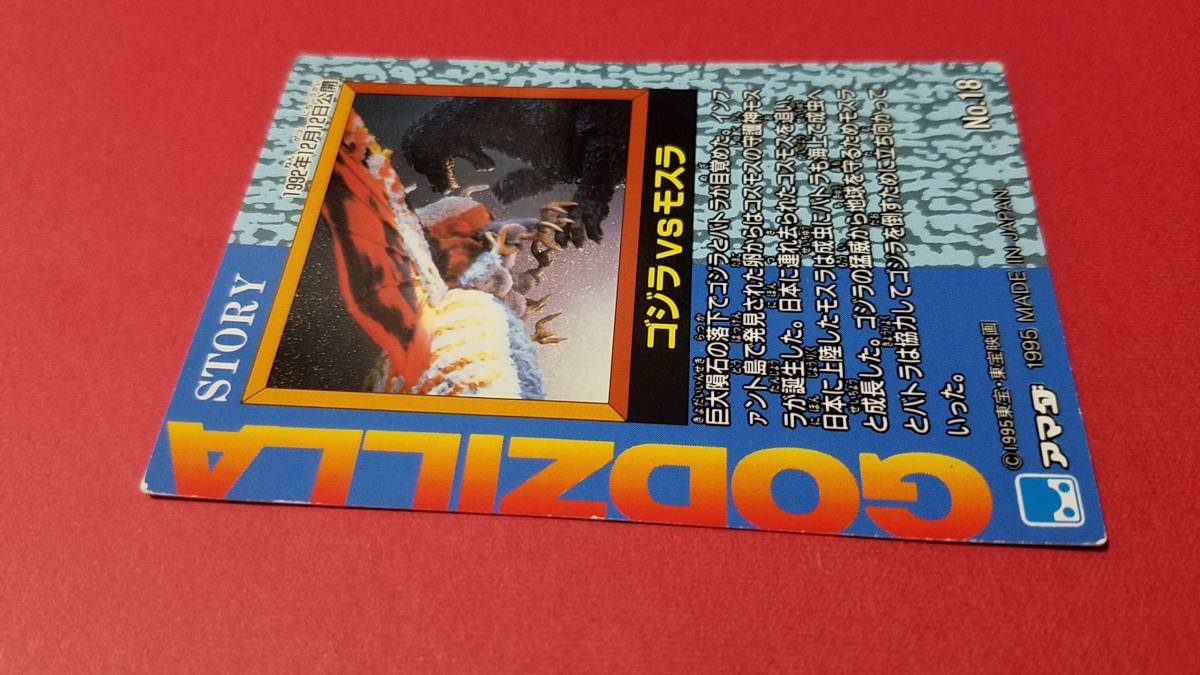 GODZILLA
STORY
1992年12月12日公開
ゴジラvsモスラ
巨大隕石の落下でゴジラとバトラが目覚めた。インフ
ァント島で発見された卵からはコスモスの守護神モス
ラが誕生した。日本に連れ去られたコスモスを追い、
日本に上陸したモスラは成虫にバトラも海上で成虫へ
と成長した。ゴジラの猛威から地球を守るためモスラ
とバトラは協力してゴジラを倒すために立ち向かって
いった。
©1995東宝・東宝映画
アマダ 1995 MADE IN JAPAN
No.18